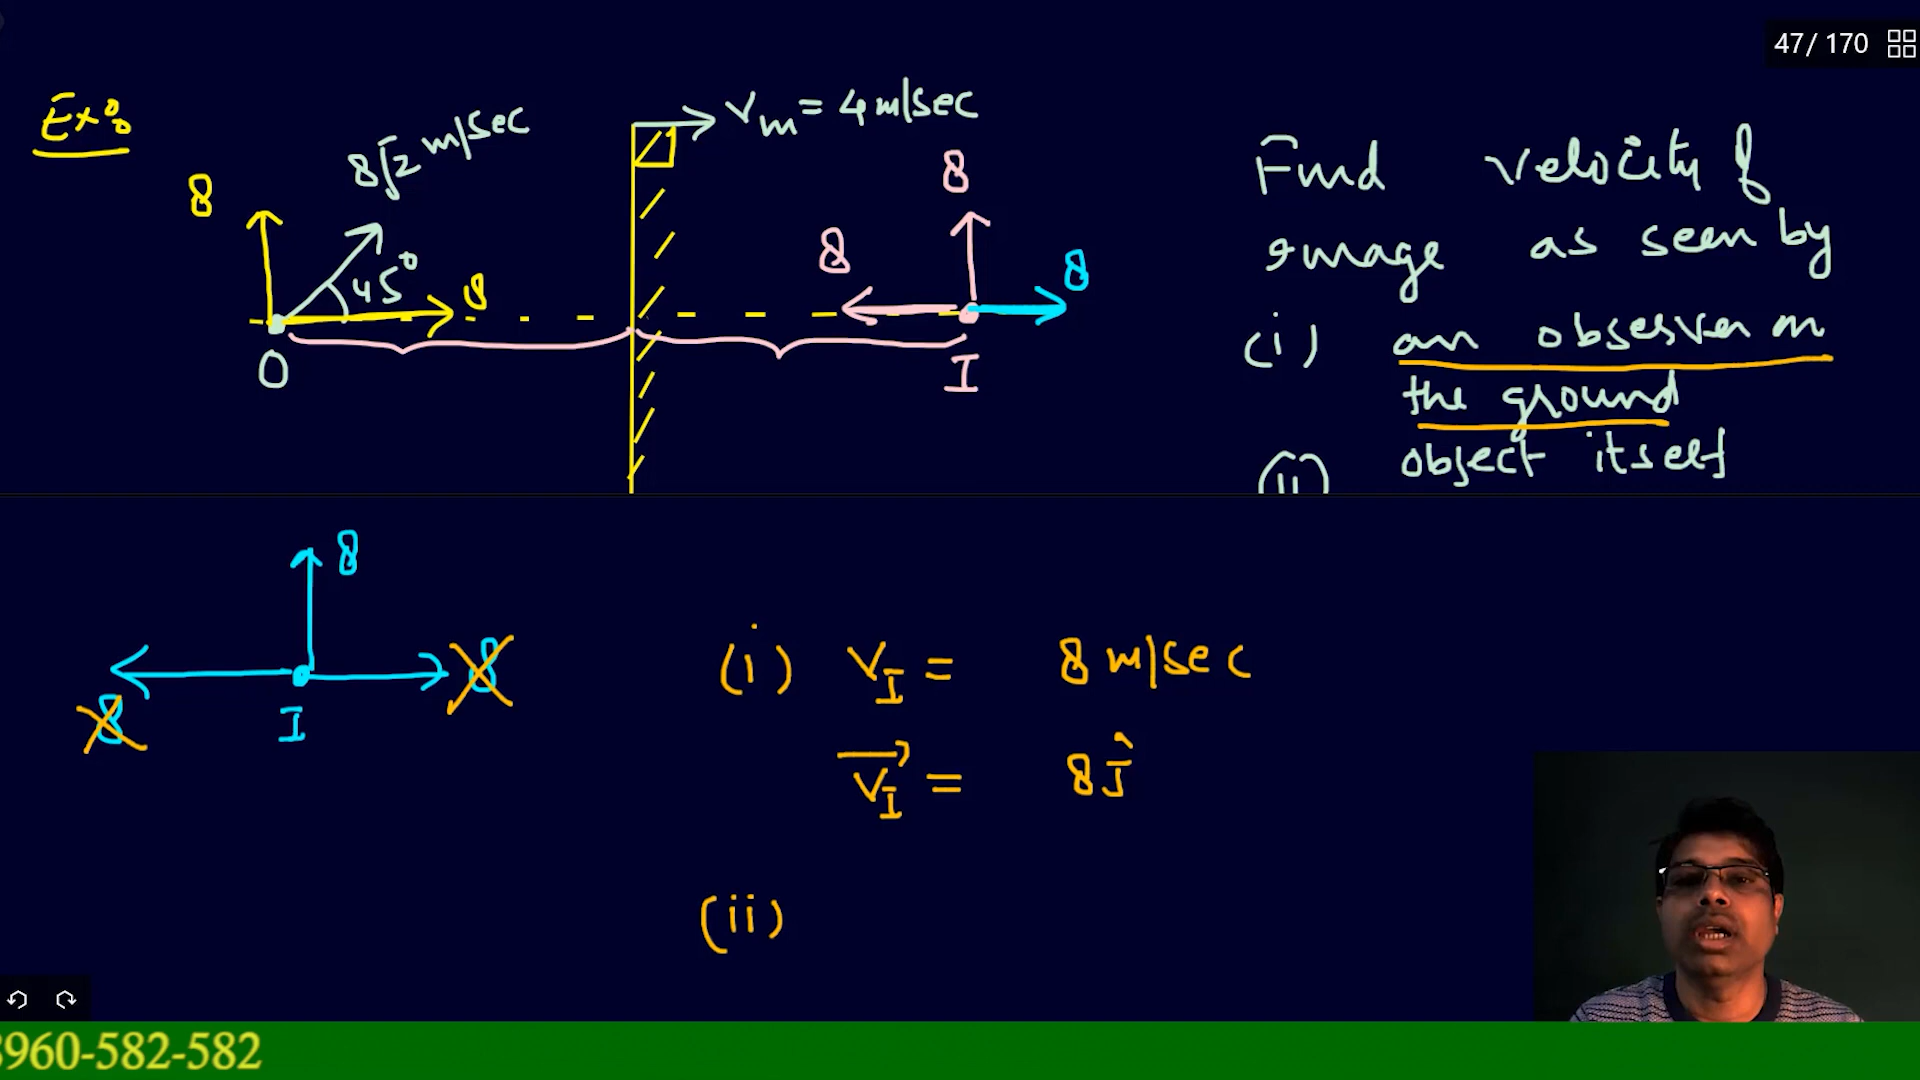 47/ 170
Ex:
8√2 m/sec
Vm = 4 m/sec
8
45°
8
8
8
8
O
I
Find velocity of
image as seen by
(i) an observer on
the ground
(ii) object itself
8
8
8
I
(i) VI = 8 m/sec
VI = 8ĵ
(ii)
960-582-582